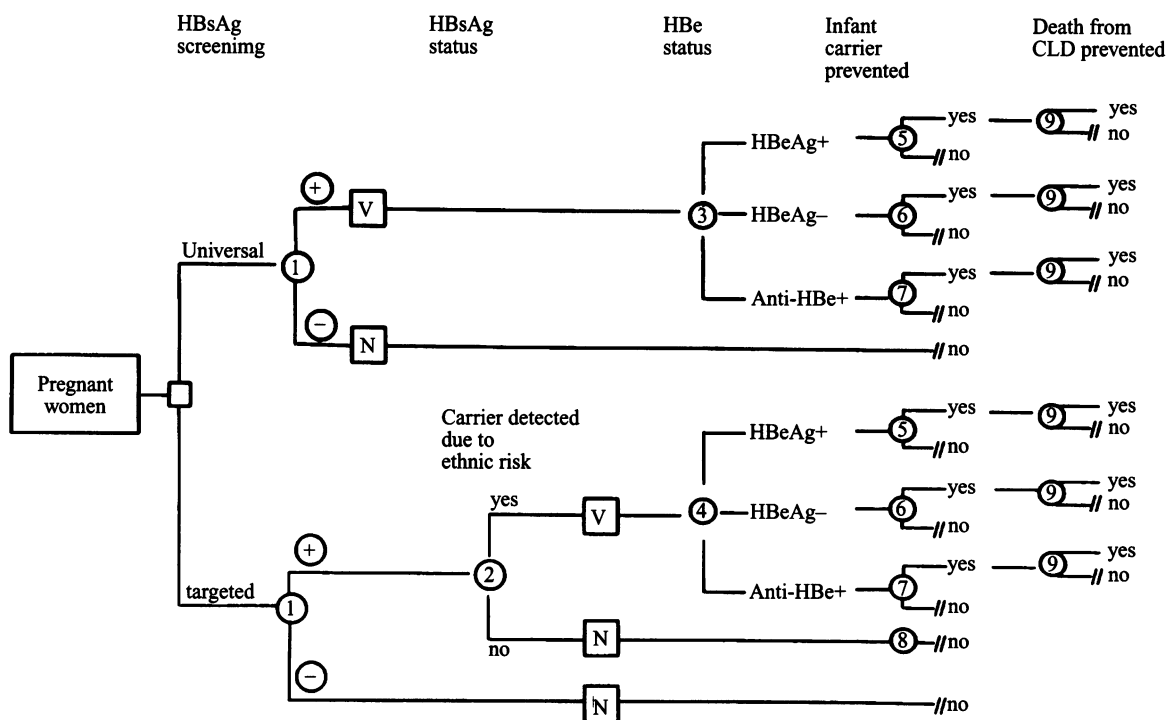 HBsAg
screenimg
HBsAg
status
HBe
status
Infant
carrier
prevented
Death from
CLD prevented
yes
9
yes
HBeAg+
5
no
no
+
V
yes
9
yes
3
HBeAg–
6
no
no
Universal
1
yes
9
yes
Anti-HBe+
7
no
no
–
N
no
Pregnant
women
Carrier detected
due to
ethnic risk
yes
9
yes
HBeAg+
5
no
no
yes
V
4
yes
9
yes
HBeAg–
6
no
no
+
2
yes
9
yes
targeted
1
Anti-HBe+
7
no
no
no
N
8
no
–
N
no